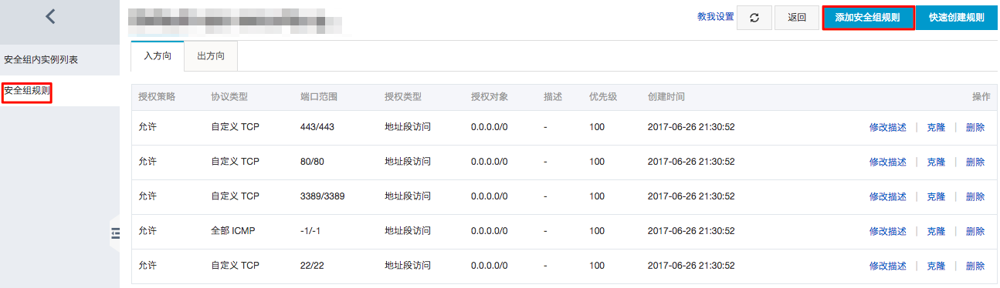 教我设置 返回 添加安全组规则 快速创建规则
安全组内实例列表
安全组规则
入方向 出方向
授权策略 协议类型 端口范围 授权类型 授权对象 描述 优先级 创建时间 操作
允许 自定义 TCP 443/443 地址段访问 0.0.0.0/0 - 100 2017-06-26 21:30:52 修改描述 | 克隆 | 删除
允许 自定义 TCP 80/80 地址段访问 0.0.0.0/0 - 100 2017-06-26 21:30:52 修改描述 | 克隆 | 删除
允许 自定义 TCP 3389/3389 地址段访问 0.0.0.0/0 - 100 2017-06-26 21:30:52 修改描述 | 克隆 | 删除
允许 全部 ICMP -1/-1 地址段访问 0.0.0.0/0 - 100 2017-06-26 21:30:52 修改描述 | 克隆 | 删除
允许 自定义 TCP 22/22 地址段访问 0.0.0.0/0 - 100 2017-06-26 21:30:52 修改描述 | 克隆 | 删除